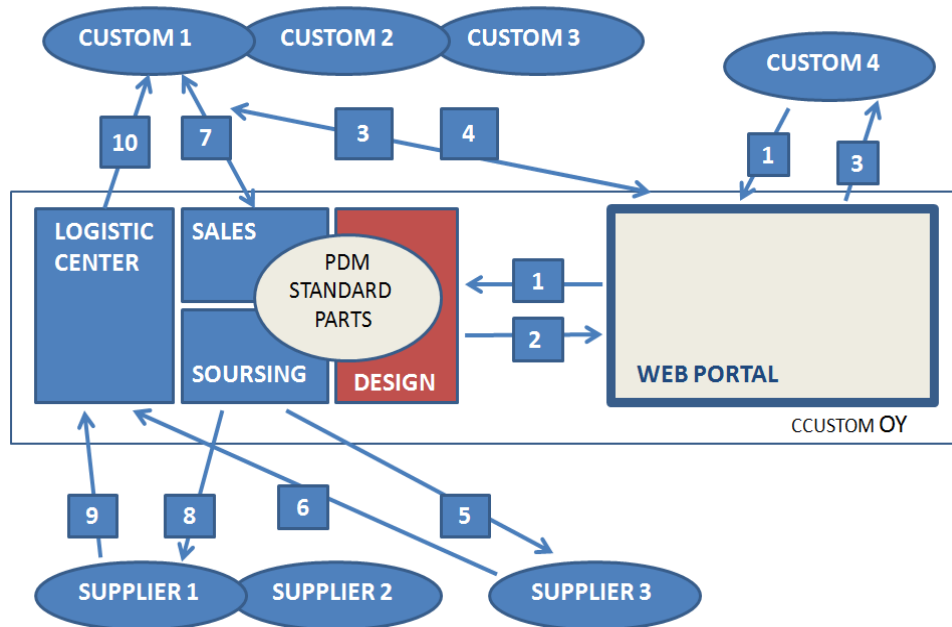 CUSTOM 1
CUSTOM 2
CUSTOM 3
CUSTOM 4
10
7
3
4
1
3
LOGISTIC
CENTER
SALES
PDM
STANDARD
PARTS
1
2
SOURSING
DESIGN
WEB PORTAL
CCUSTOM OY
9
8
6
5
SUPPLIER 1
SUPPLIER 2
SUPPLIER 3